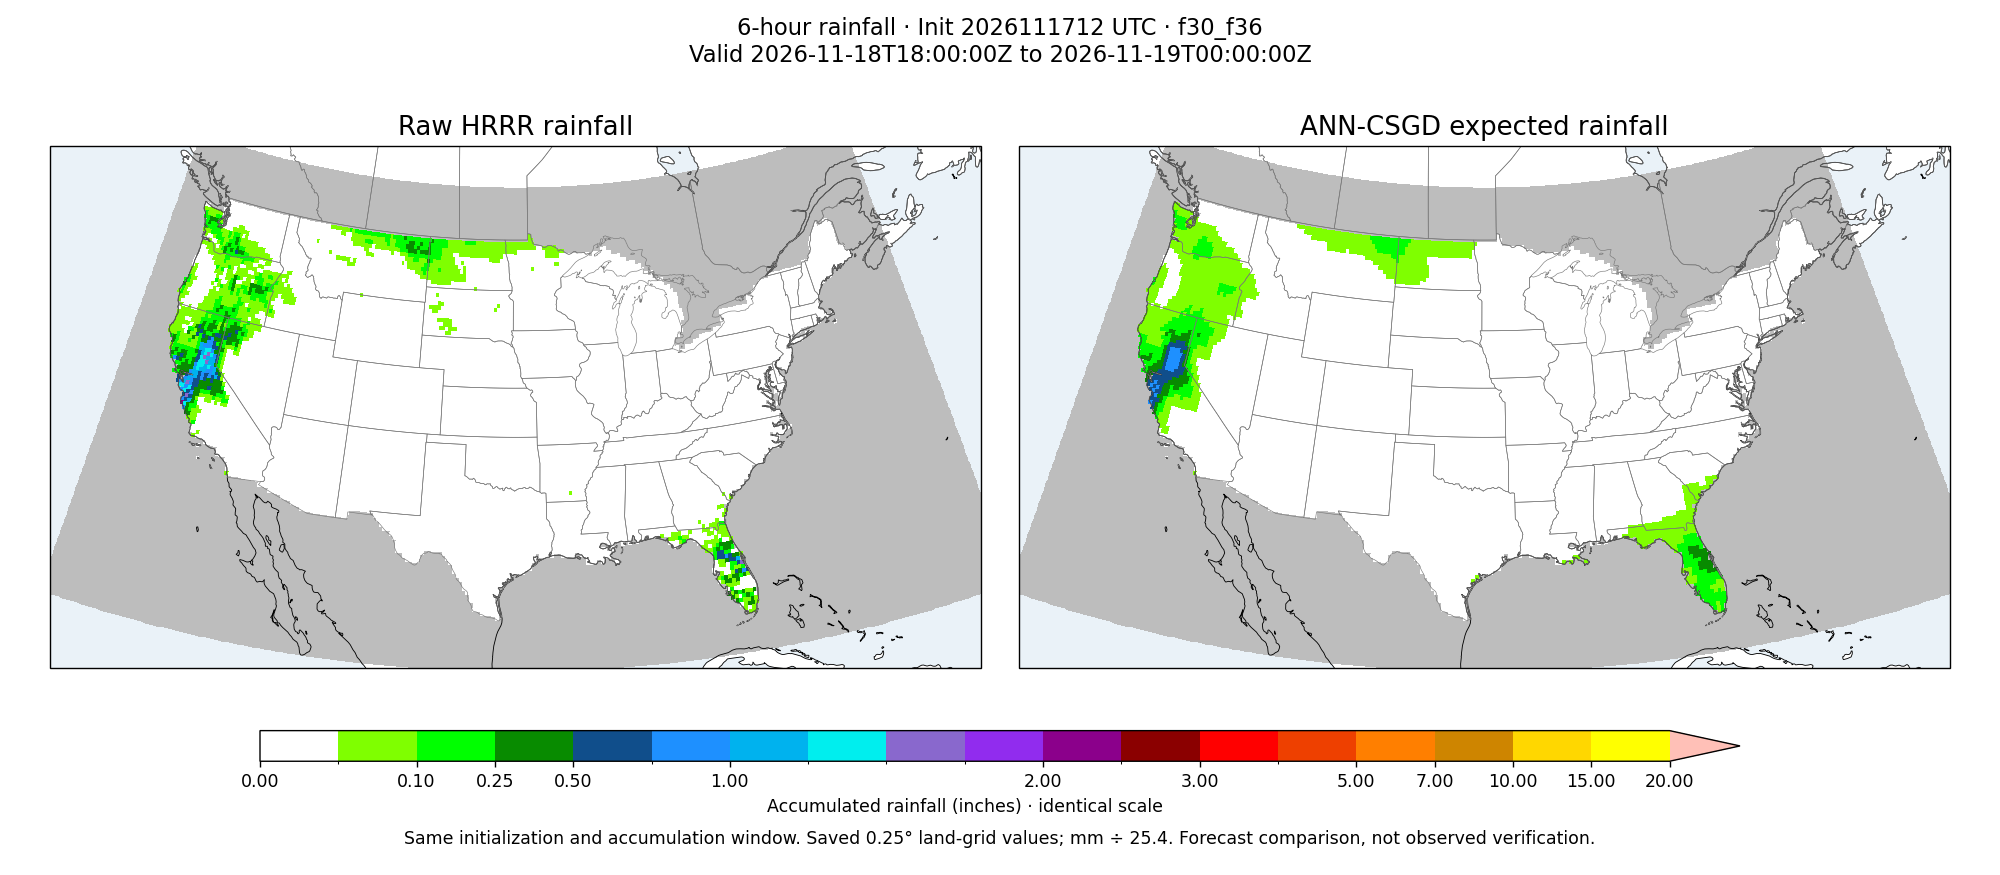 6-hour rainfall · Init 2026111712 UTC · f30_f36
Valid 2026-11-18T18:00:00Z to 2026-11-19T00:00:00Z
Raw HRRR rainfall
ANN-CSGD expected rainfall
0.00 0.10 0.25 0.50 1.00 2.00 3.00 5.00 7.00 10.00 15.00 20.00
Accumulated rainfall (inches) · identical scale
Same initialization and accumulation window. Saved 0.25° land-grid values; mm ÷ 25.4. Forecast comparison, not observed verification.